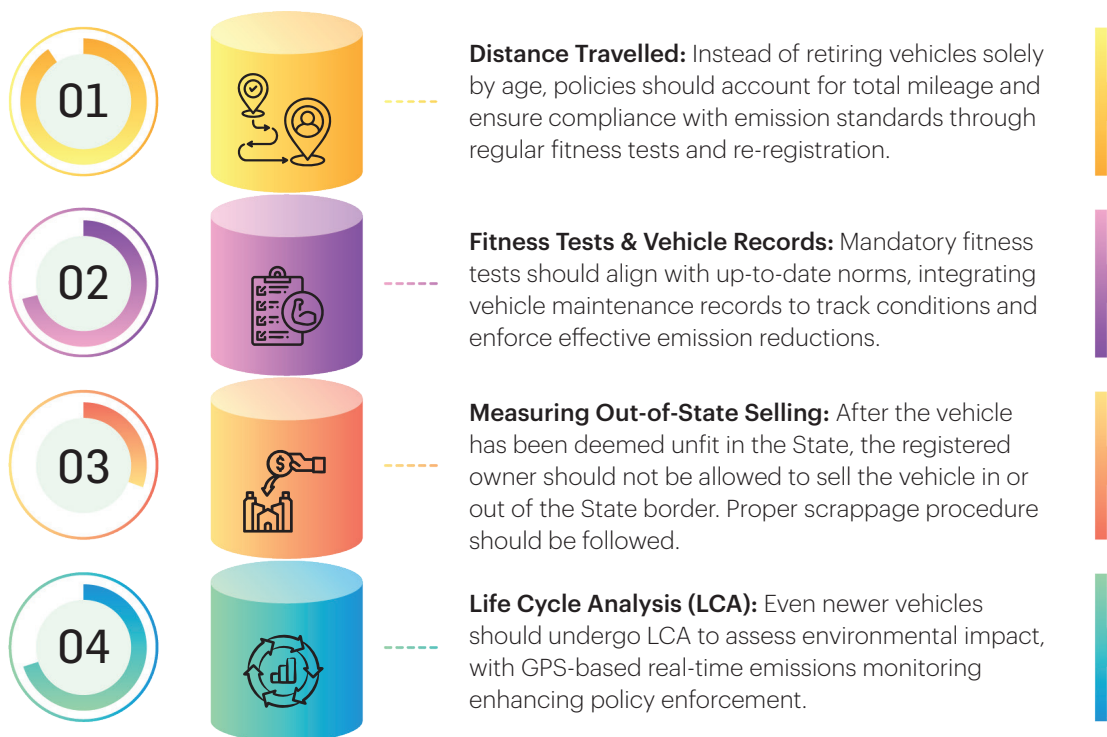 01
Distance Travelled: Instead of retiring vehicles solely
by age, policies should account for total mileage and
ensure compliance with emission standards through
regular fitness tests and re-registration.
02
Fitness Tests & Vehicle Records: Mandatory fitness
tests should align with up-to-date norms, integrating
vehicle maintenance records to track conditions and
enforce effective emission reductions.
03
$
Measuring Out-of-State Selling: After the vehicle
has been deemed unfit in the State, the registered
owner should not be allowed to sell the vehicle in or
out of the State border. Proper scrappage procedure
should be followed.
04
Life Cycle Analysis (LCA): Even newer vehicles
should undergo LCA to assess environmental impact,
with GPS-based real-time emissions monitoring
enhancing policy enforcement.